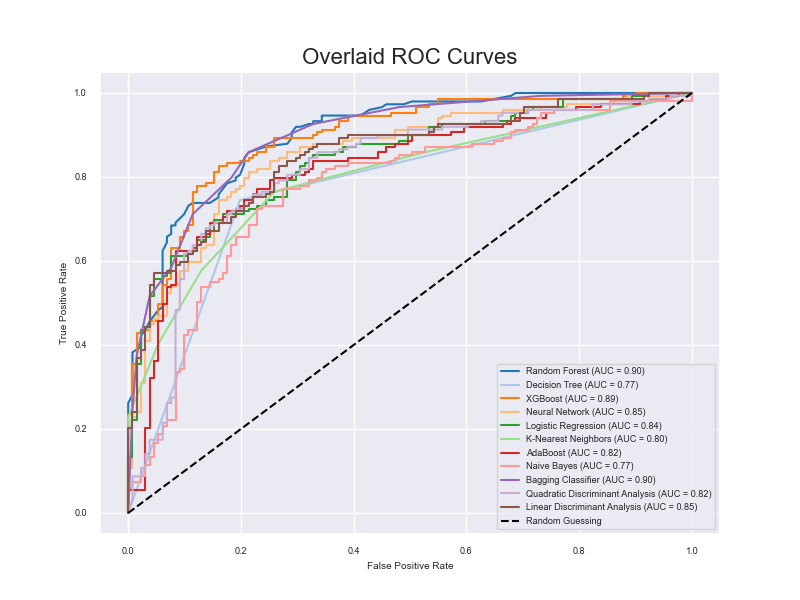 Overlaid ROC Curves
1.0
0.8
0.6
0.4
0.2
0.0
True Positive Rate
Random Forest (AUC = 0.90)
Decision Tree (AUC = 0.77)
XGBoost (AUC = 0.89)
Neural Network (AUC = 0.85)
Logistic Regression (AUC = 0.84)
K-Nearest Neighbors (AUC = 0.80)
AdaBoost (AUC = 0.82)
Naive Bayes (AUC = 0.77)
Bagging Classifier (AUC = 0.90)
Quadratic Discriminant Analysis (AUC = 0.82)
Linear Discriminant Analysis (AUC = 0.85)
Random Guessing
0.0 0.2 0.4 0.6 0.8 1.0
False Positive Rate